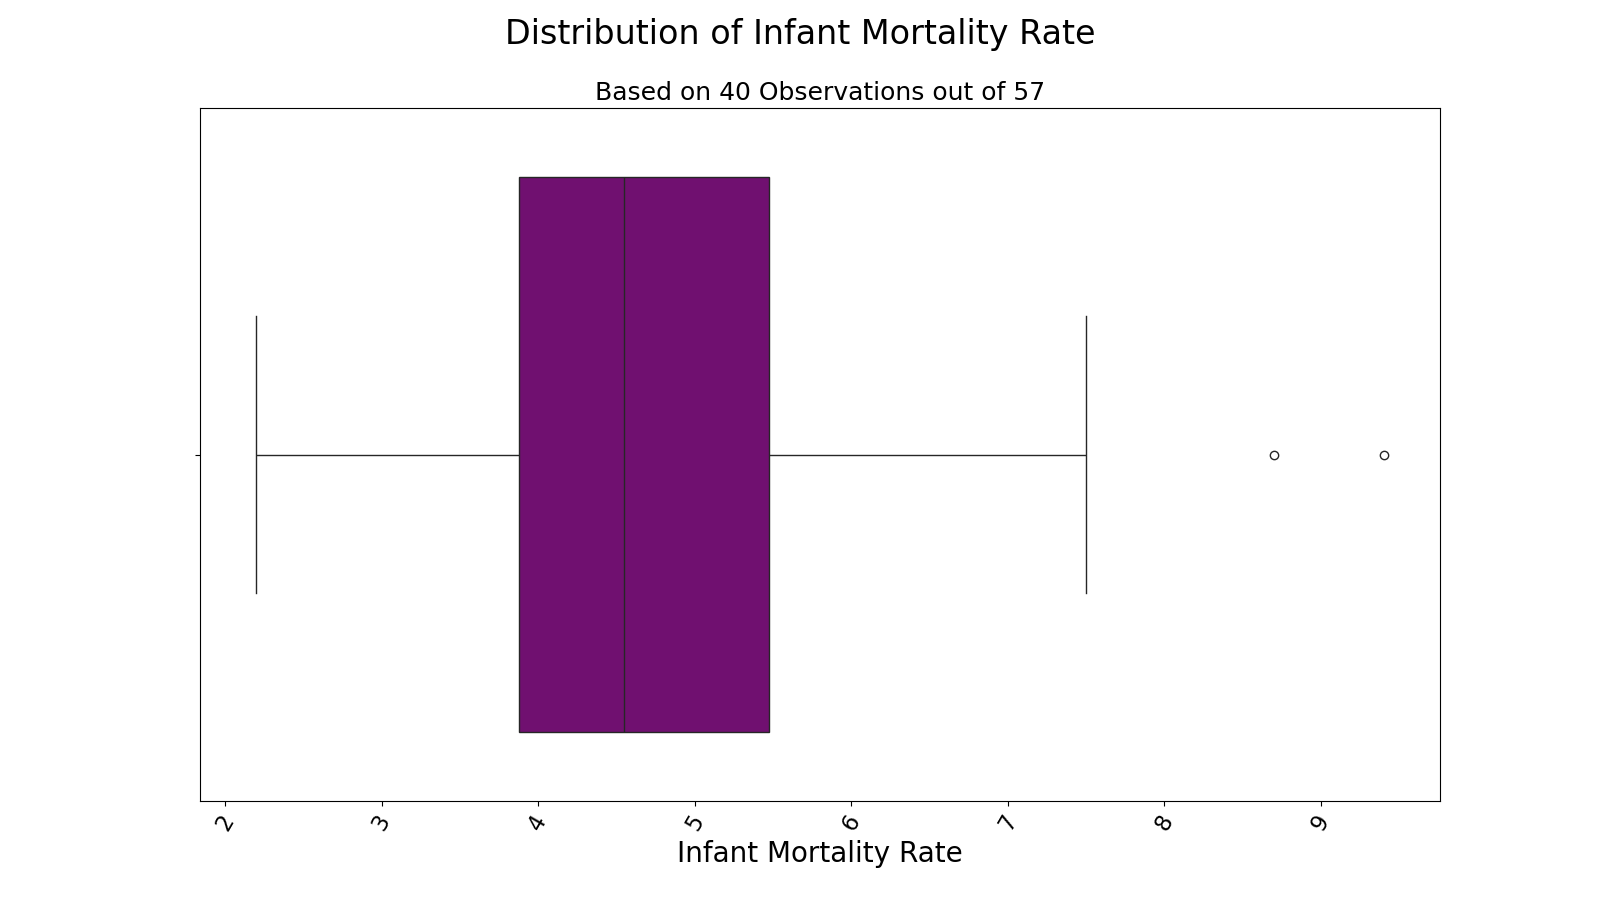 Distribution of Infant Mortality Rate
Based on 40 Observations out of 57
2 3 4 5 6 7 8 9
Infant Mortality Rate